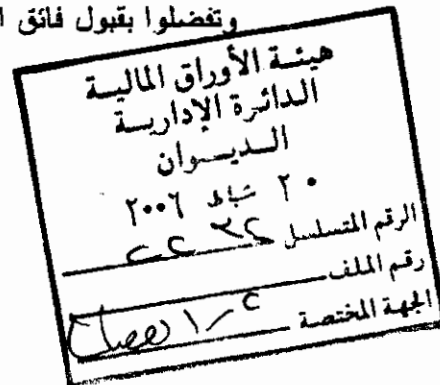 وتفضلوا بقبول فائق ا
هيئة الأوراق المالية
الدائرة الإدارية
الديوان
٢٠ شباط ٢٠٠٦
الرقم المتسلسل
رقم الملف
الجهة المختصة